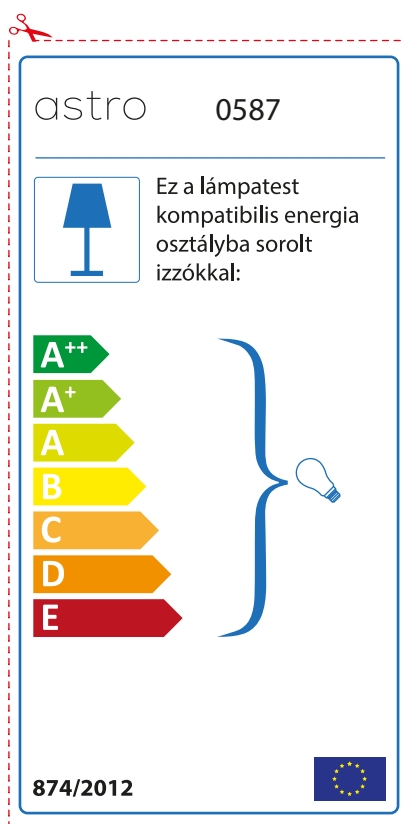 astro 0587
Ez a lámpatest
kompatibilis energia
osztályba sorolt
izzókkal:
A++
A+
A
B
C
D
E
874/2012